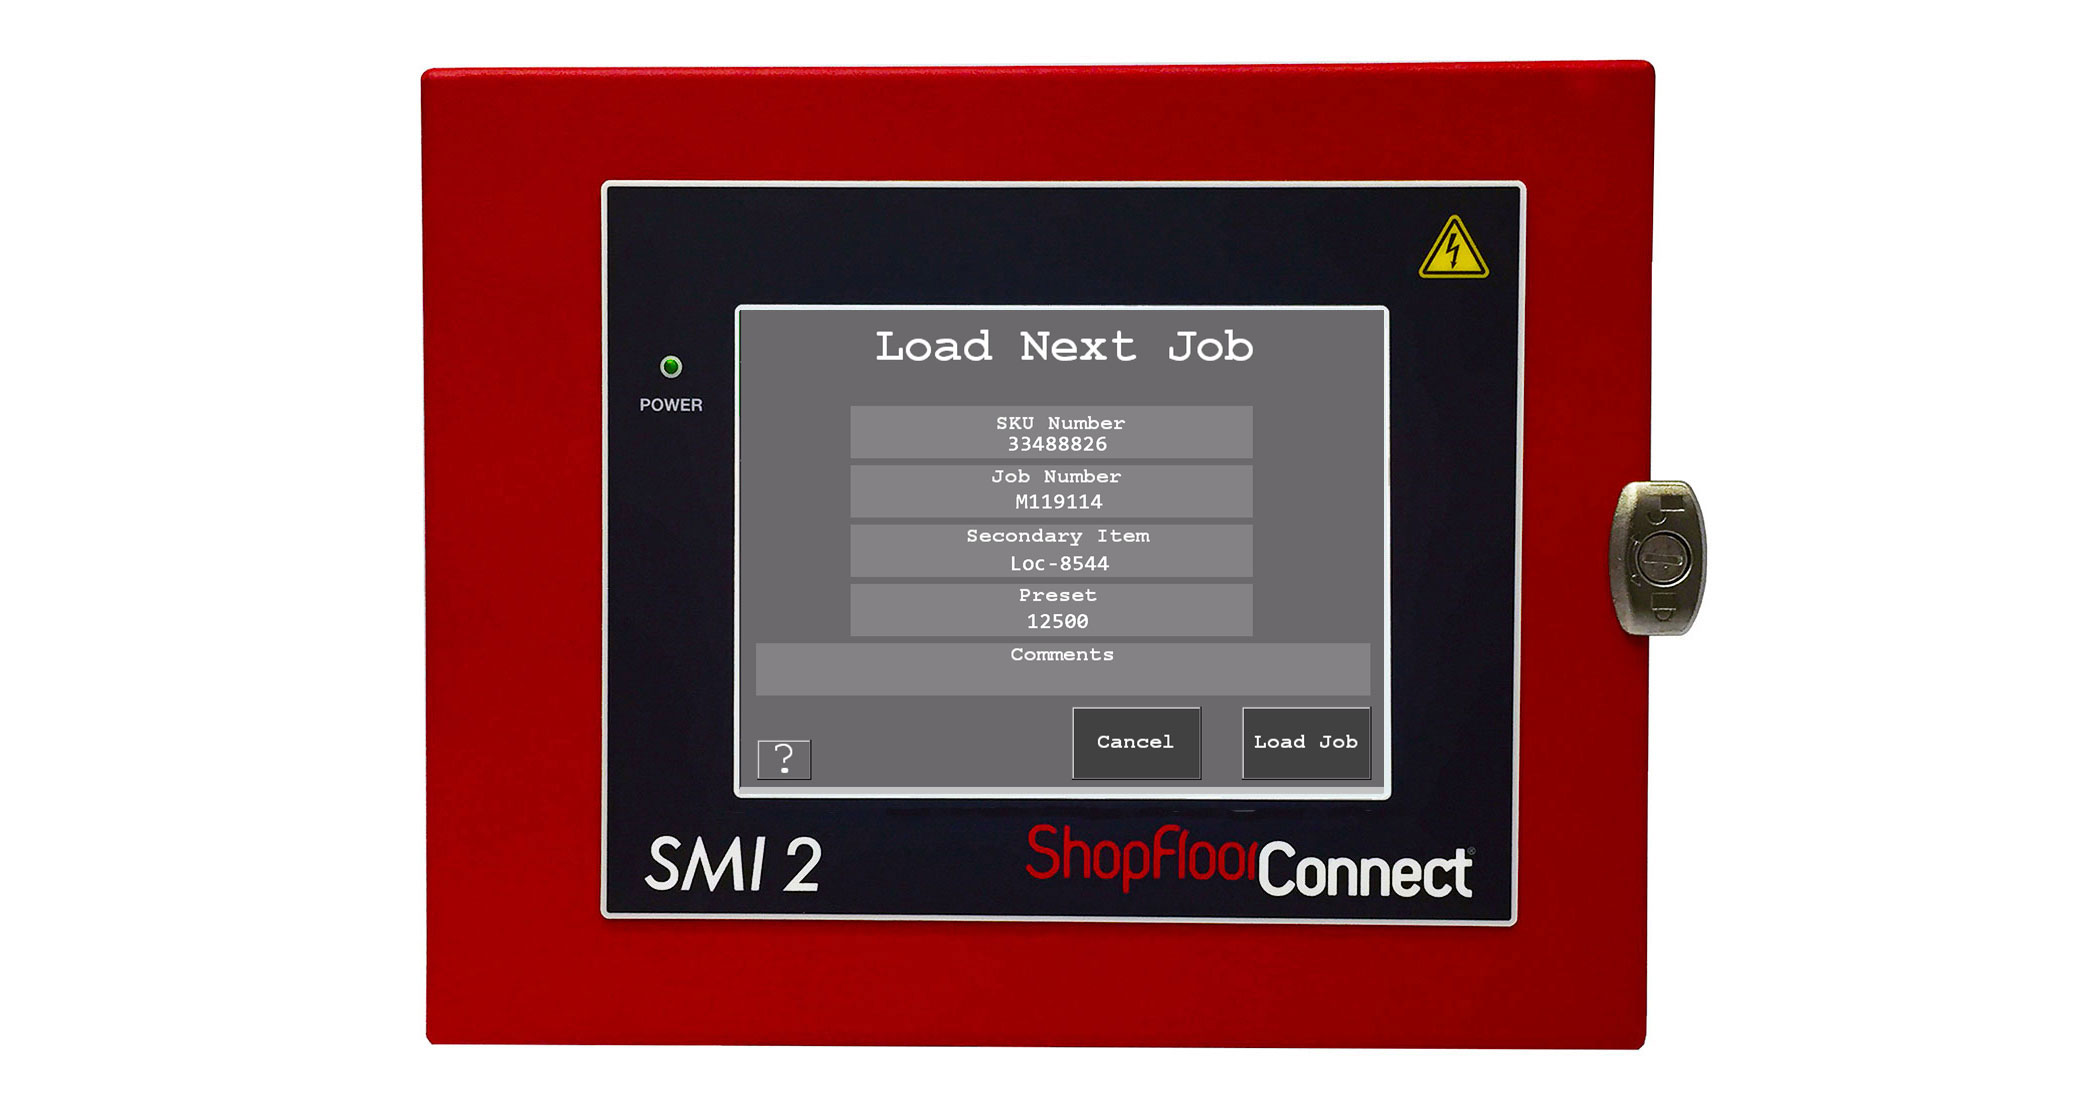 Load Next Job
POWER
SKU Number
33488826
Job Number
M119114
Secondary Item
Loc-8544
Preset
12500
Comments
?
Cancel
Load Job
SMI 2
ShopFloorConnect®